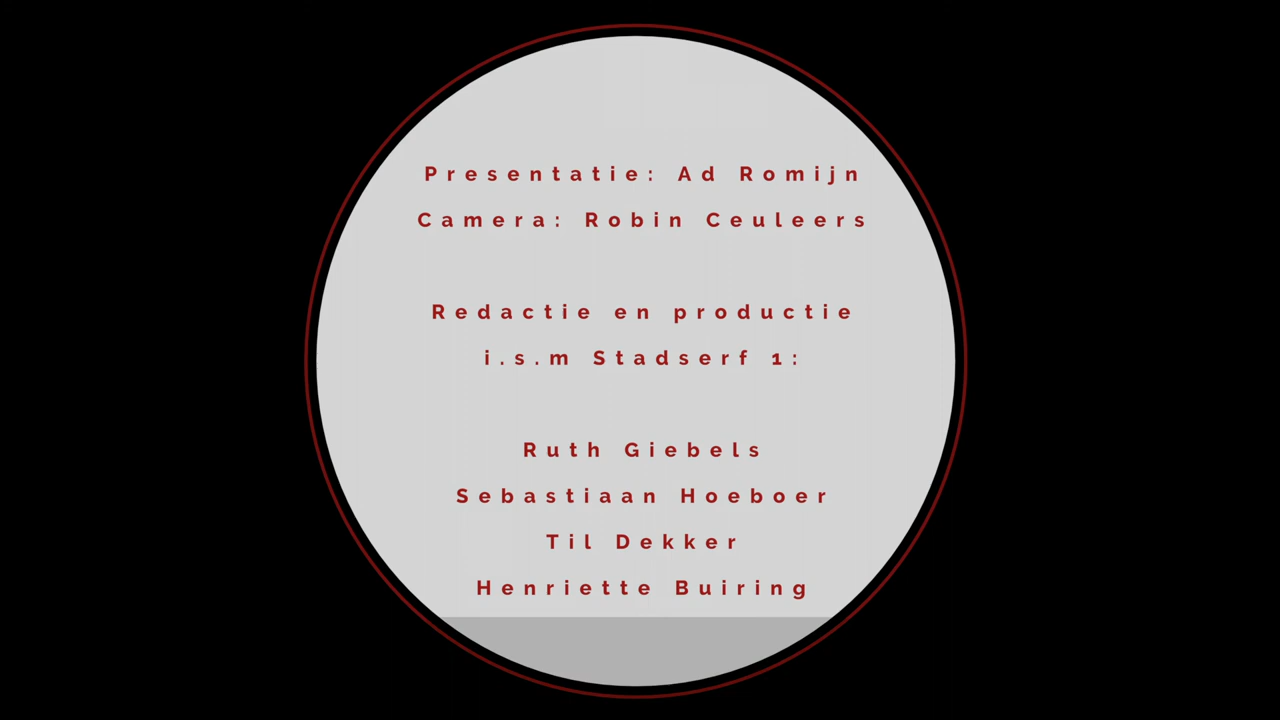 Presentatie: Ad Romijn
Camera: Robin Ceuleers
Redactie en productie
i.s.m Stadserf 1:
Ruth Giebels
Sebastiaan Hoeboer
Til Dekker
Henriette Buiring